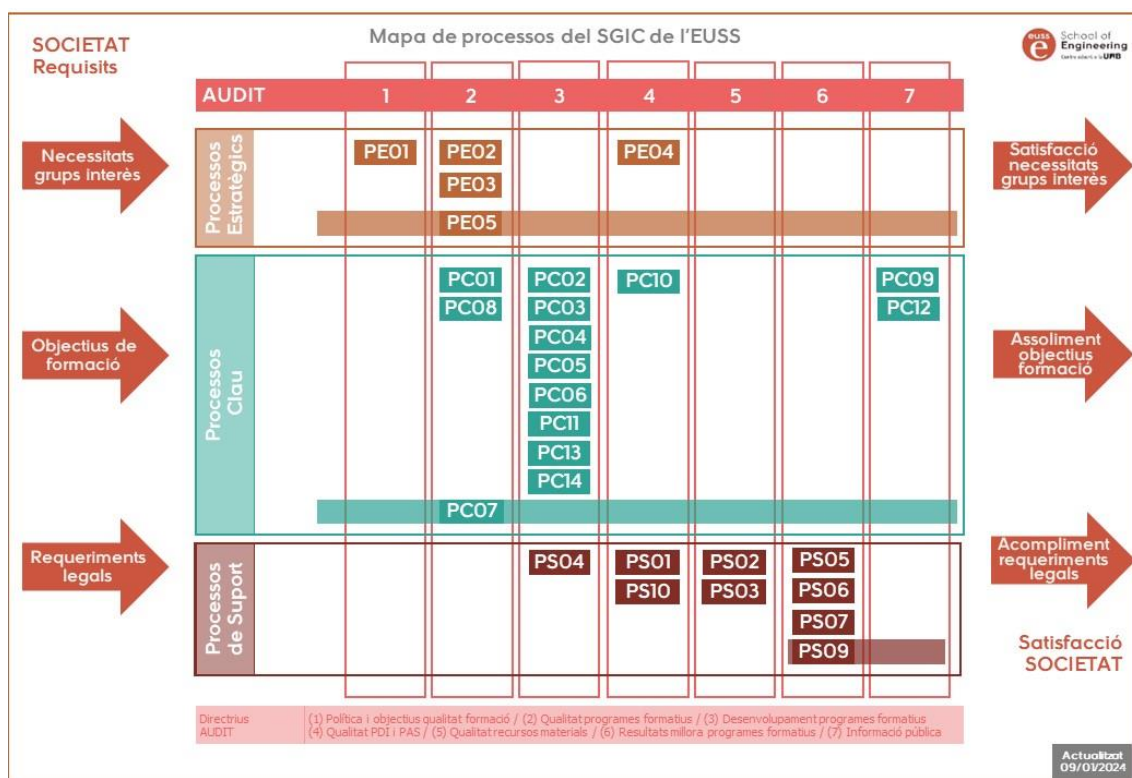 Mapa de processos del SGIC de l'EUSS
SOCIETAT
Requisits
euss
e
School of
Engineering
Centre adscrit a la UAB
AUDIT 1 2 3 4 5 6 7
Necessitats
grups interès
Processos
Estratègics
PE01 PE02 PE04
PE03
PE05
Satisfacció
necessitats
grups interès
Objectius de
formació
Processos
Clau
PC01 PC02 PC10 PC09
PC08 PC03 PC12
PC04
PC05
PC06
PC11
PC13
PC14
PC07
Assoliment
objectius
formació
Requeriments
legals
Processos
de Suport
PS04 PS01 PS02 PS05
PS10 PS03 PS06
PS07
PS09
Acompliment
requeriments
legals
Satisfacció
SOCIETAT
Directrius
AUDIT
(1) Política i objectius qualitat formació / (2) Qualitat programes formatius / (3) Desenvolupament programes formatius
(4) Qualitat PDI i PAS / (5) Qualitat recursos materials / (6) Resultats millora programes formatius / (7) Informació pública
Actualitzat
09/01/2024